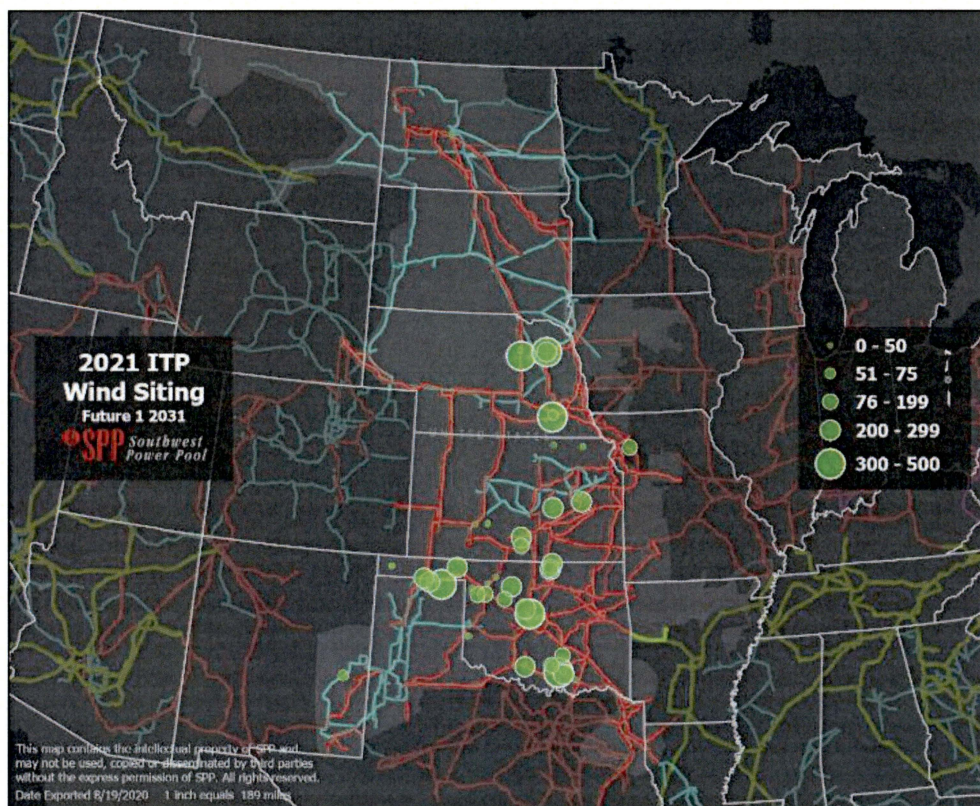 2021 ITP
Wind Siting
Future 1 2031
SPP Southwest
Power Pool
0 - 50
51 - 75
76 - 199
200 - 299
300 - 500
This map contains the intellectual property of SPP and
may not be used, copied or disseminated by third parties
without the express permission of SPP. All rights reserved.
Date Exported 8/19/2020 1 inch equals 189 miles